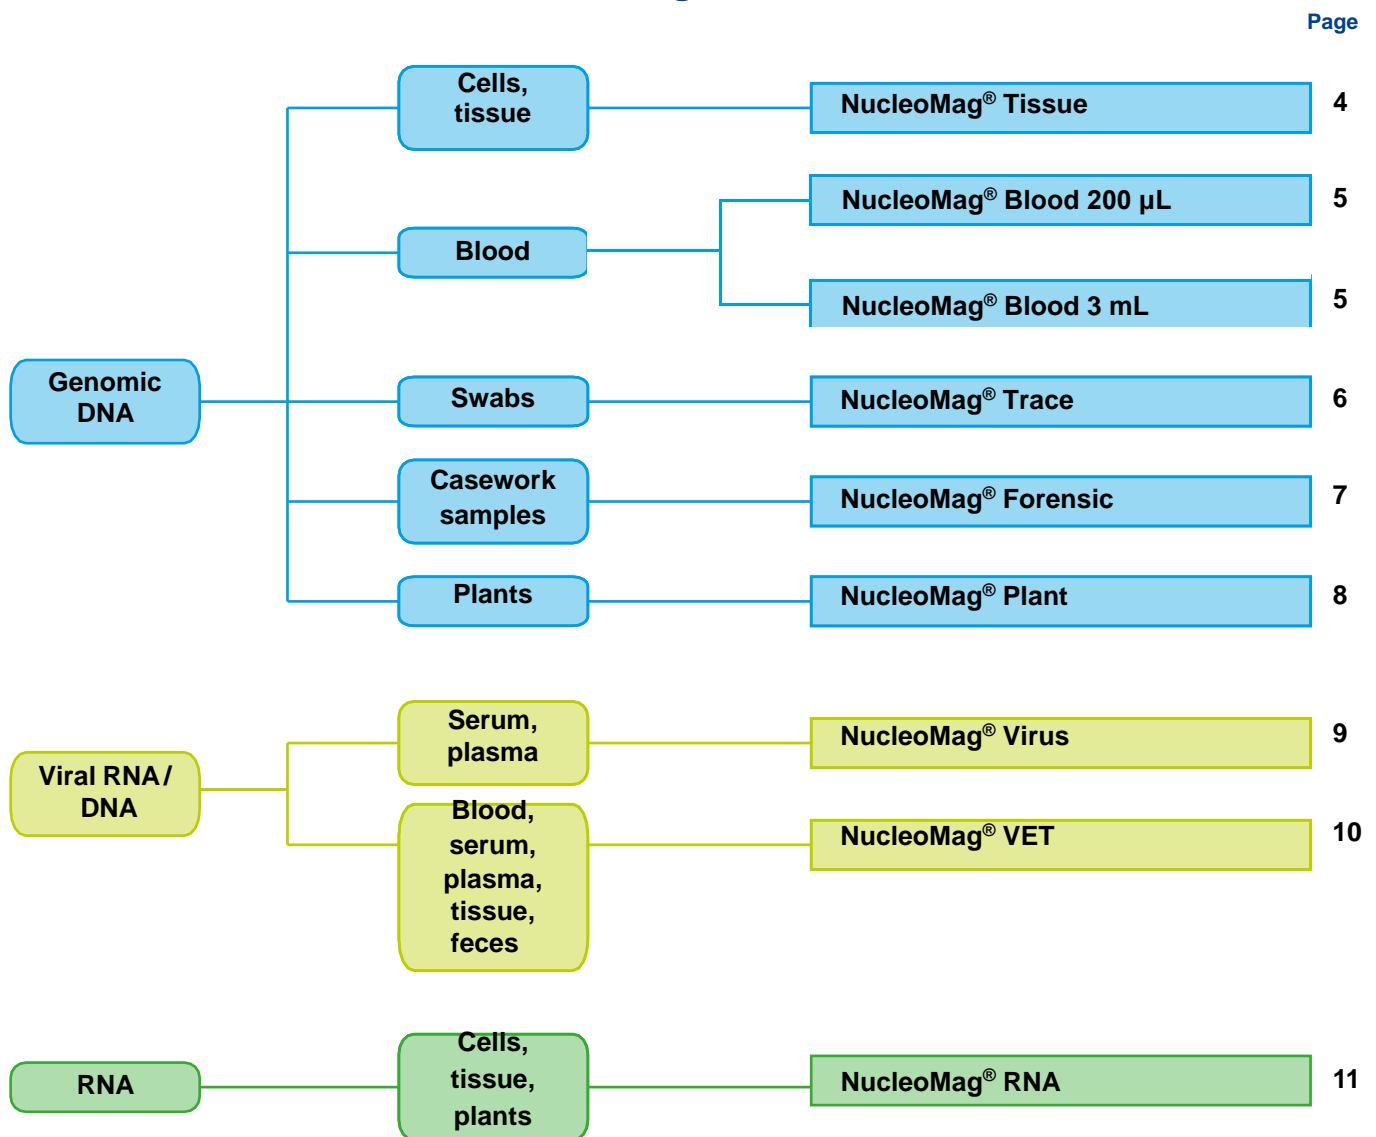 Page
Cells,
tissue
NucleoMag® Tissue
4
NucleoMag® Blood 200 µL
5
Blood
NucleoMag® Blood 3 mL
5
Genomic
DNA
Swabs
NucleoMag® Trace
6
Casework
samples
NucleoMag® Forensic
7
Plants
NucleoMag® Plant
8
Viral RNA/
DNA
Serum,
plasma
NucleoMag® Virus
9
Blood,
serum,
plasma,
tissue,
feces
NucleoMag® VET
10
RNA
Cells,
tissue,
plants
NucleoMag® RNA
11